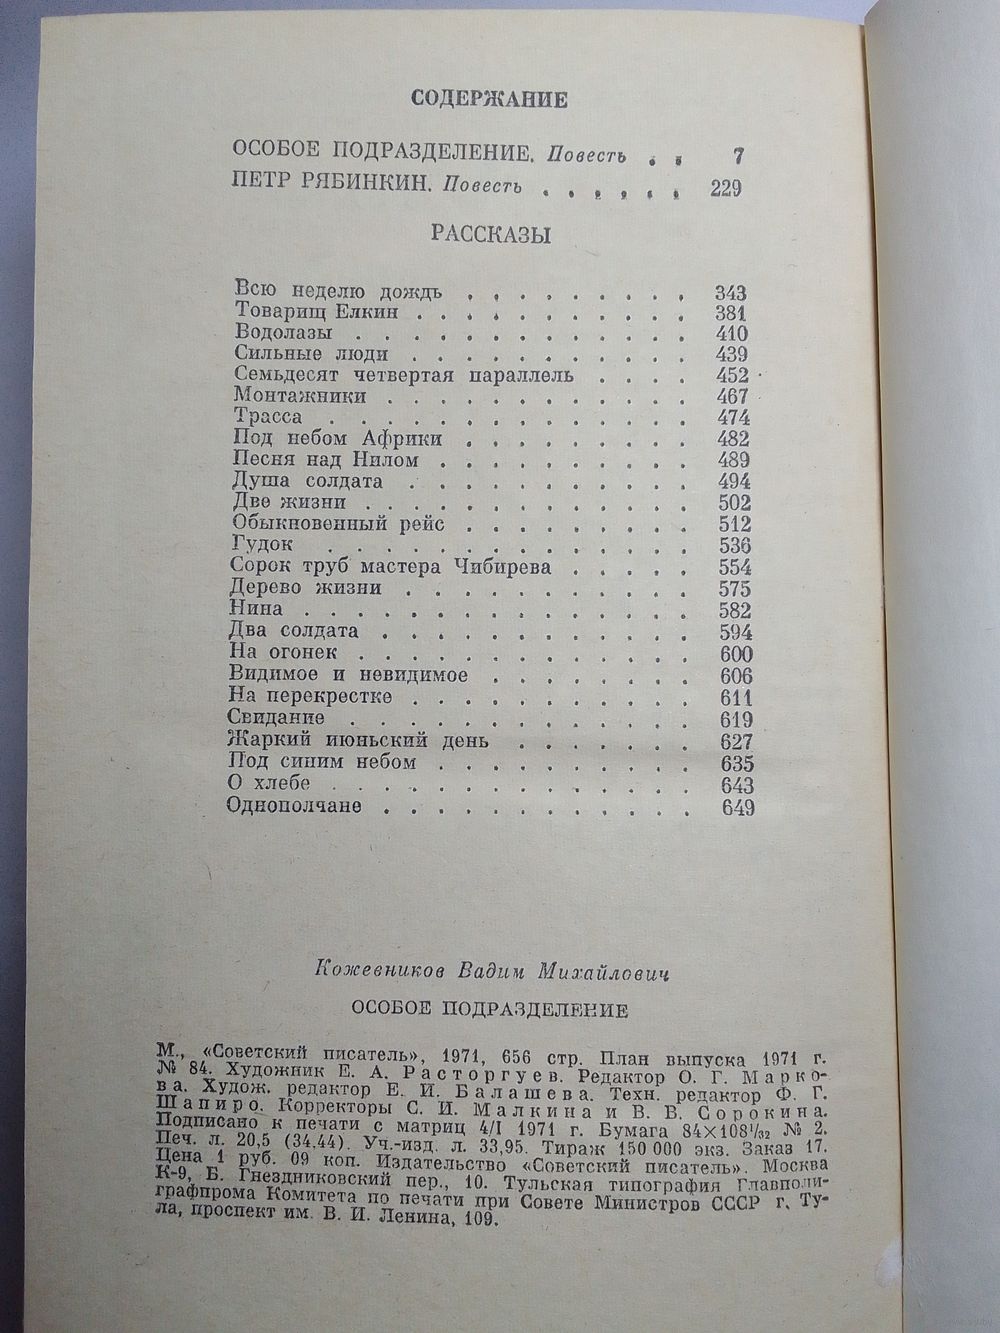 СОДЕРЖАНИЕ
ОСОБОЕ ПОДРАЗДЕЛЕНИЕ. Повесть . . 7
ПЕТР РЯБИНКИН. Повесть . . . . . . 229
РАССКАЗЫ
Всю неделю дождь . . . . . . . . . 343
Товарищ Елкин . . . . . . . . . . . 381
Водолазы . . . . . . . . . . . . . 410
Сильные люди . . . . . . . . . . . 439
Семьдесят четвертая параллель . . . . 452
Монтажники . . . . . . . . . . . . 467
Трасса . . . . . . . . . . . . . . 474
Под небом Африки . . . . . . . . . 482
Песня над Нилом . . . . . . . . . . 489
Душа солдата . . . . . . . . . . . 494
Две жизни . . . . . . . . . . . . . 502
Обыкновенный рейс . . . . . . . . . 512
Гудок . . . . . . . . . . . . . . 536
Сорок труб мастера Чибирева . . . . . 554
Дерево жизни . . . . . . . . . . . 575
Нина . . . . . . . . . . . . . . . 582
Два солдата . . . . . . . . . . . . 594
На огонек . . . . . . . . . . . . . 600
Видимое и невидимое . . . . . . . . 606
На перекрестке . . . . . . . . . . . 611
Свидание . . . . . . . . . . . . . 619
Жаркий июньский день . . . . . . . 627
Под синим небом . . . . . . . . . . 635
О хлебе . . . . . . . . . . . . . . 643
Однополчане . . . . . . . . . . . . 649
Кожевников Вадим Михайлович
ОСОБОЕ ПОДРАЗДЕЛЕНИЕ
М., «Советский писатель», 1971, 656 стр. План выпуска 1971 г.
№ 84. Художник Е. А. Расторгуев. Редактор О. Г. Марко-
ва. Худож. редактор Е. И. Балашева. Техн. редактор Ф. Г.
Шапиро. Корректоры С. И. Малкина и В. В. Сорокина.
Подписано к печати с матриц 4/I 1971 г. Бумага 84×108¹/₃₂ № 2.
Печ. л. 20,5 (34.44). Уч.-изд. л. 33,95. Тираж 150 000 экз. Заказ 17.
Цена 1 руб. 09 коп. Издательство «Советский писатель». Москва
К-9, Б. Гнездниковский пер., 10. Тульская типография Главполи-
графпрома Комитета по печати при Совете Министров СССР г. Ту-
ла, проспект им. В. И. Ленина, 109.